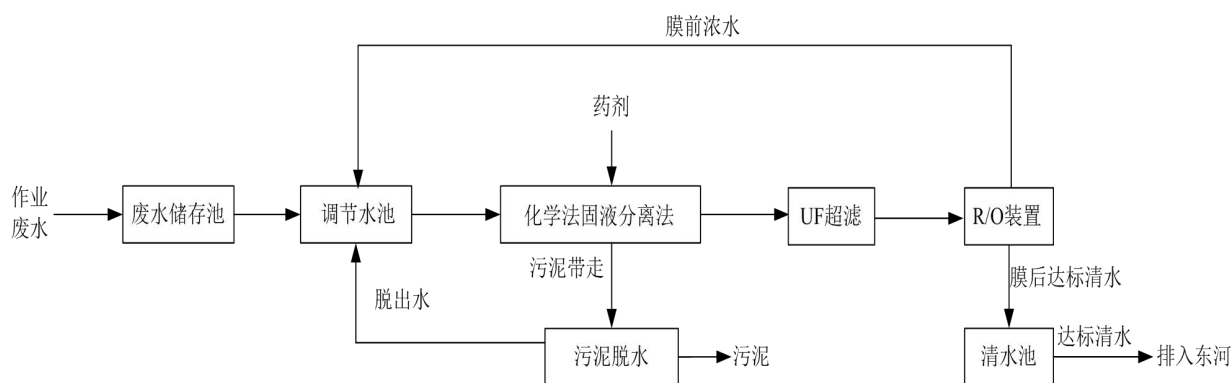 膜前浓水
药剂
作业
废水
废水储存池
调节水池
化学法固液分离法
UF超滤
R/O装置
污泥带走
膜后达标清水
脱出水
污泥脱水
污泥
清水池
达标清水
排入东河